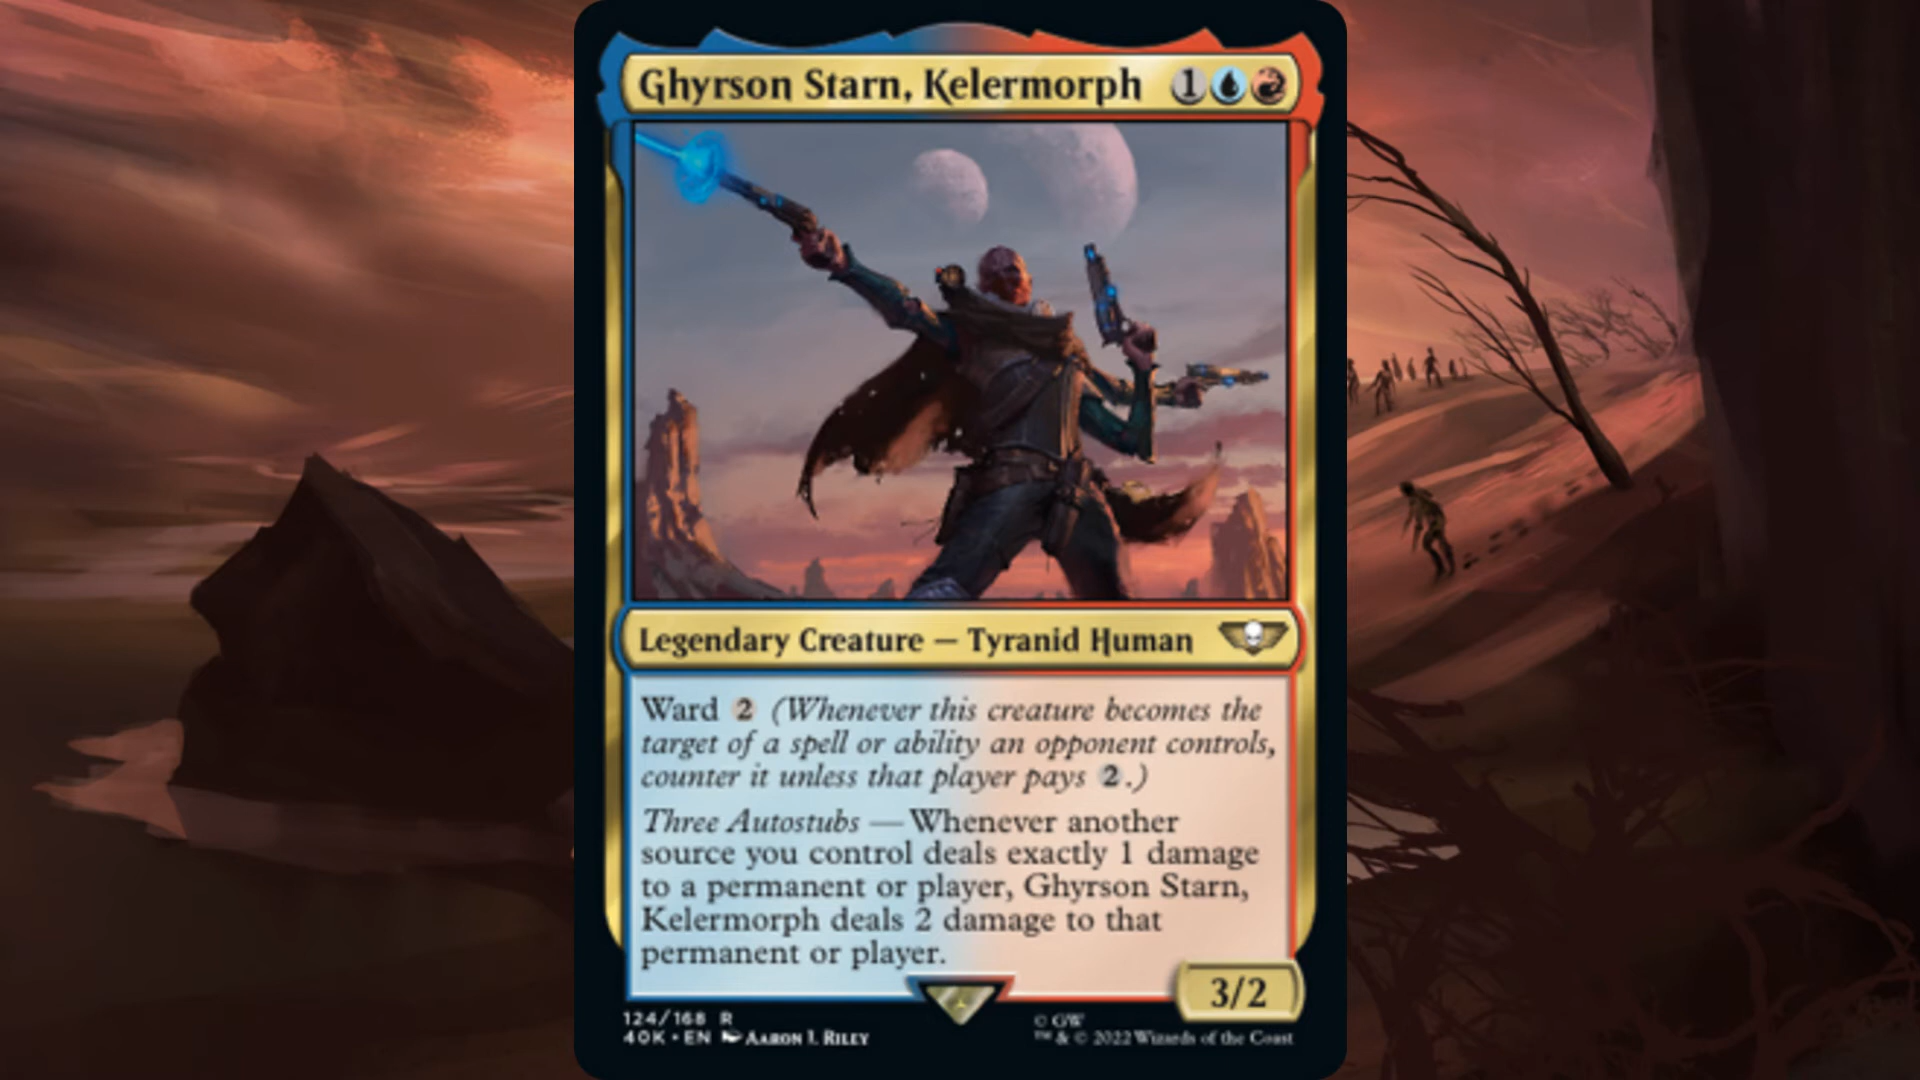 Ghyrson Starn, Kelermorph 1
Legendary Creature — Tyranid Human
Ward 2 (Whenever this creature becomes the
target of a spell or ability an opponent controls,
counter it unless that player pays 2.)
Three Autostubs — Whenever another
source you control deals exactly 1 damage
to a permanent or player, Ghyrson Starn,
Kelermorph deals 2 damage to that
permanent or player.
3/2
124/168 R
40K • EN Aaron J. Riley
© GW
™ & © 2022 Wizards of the Coast